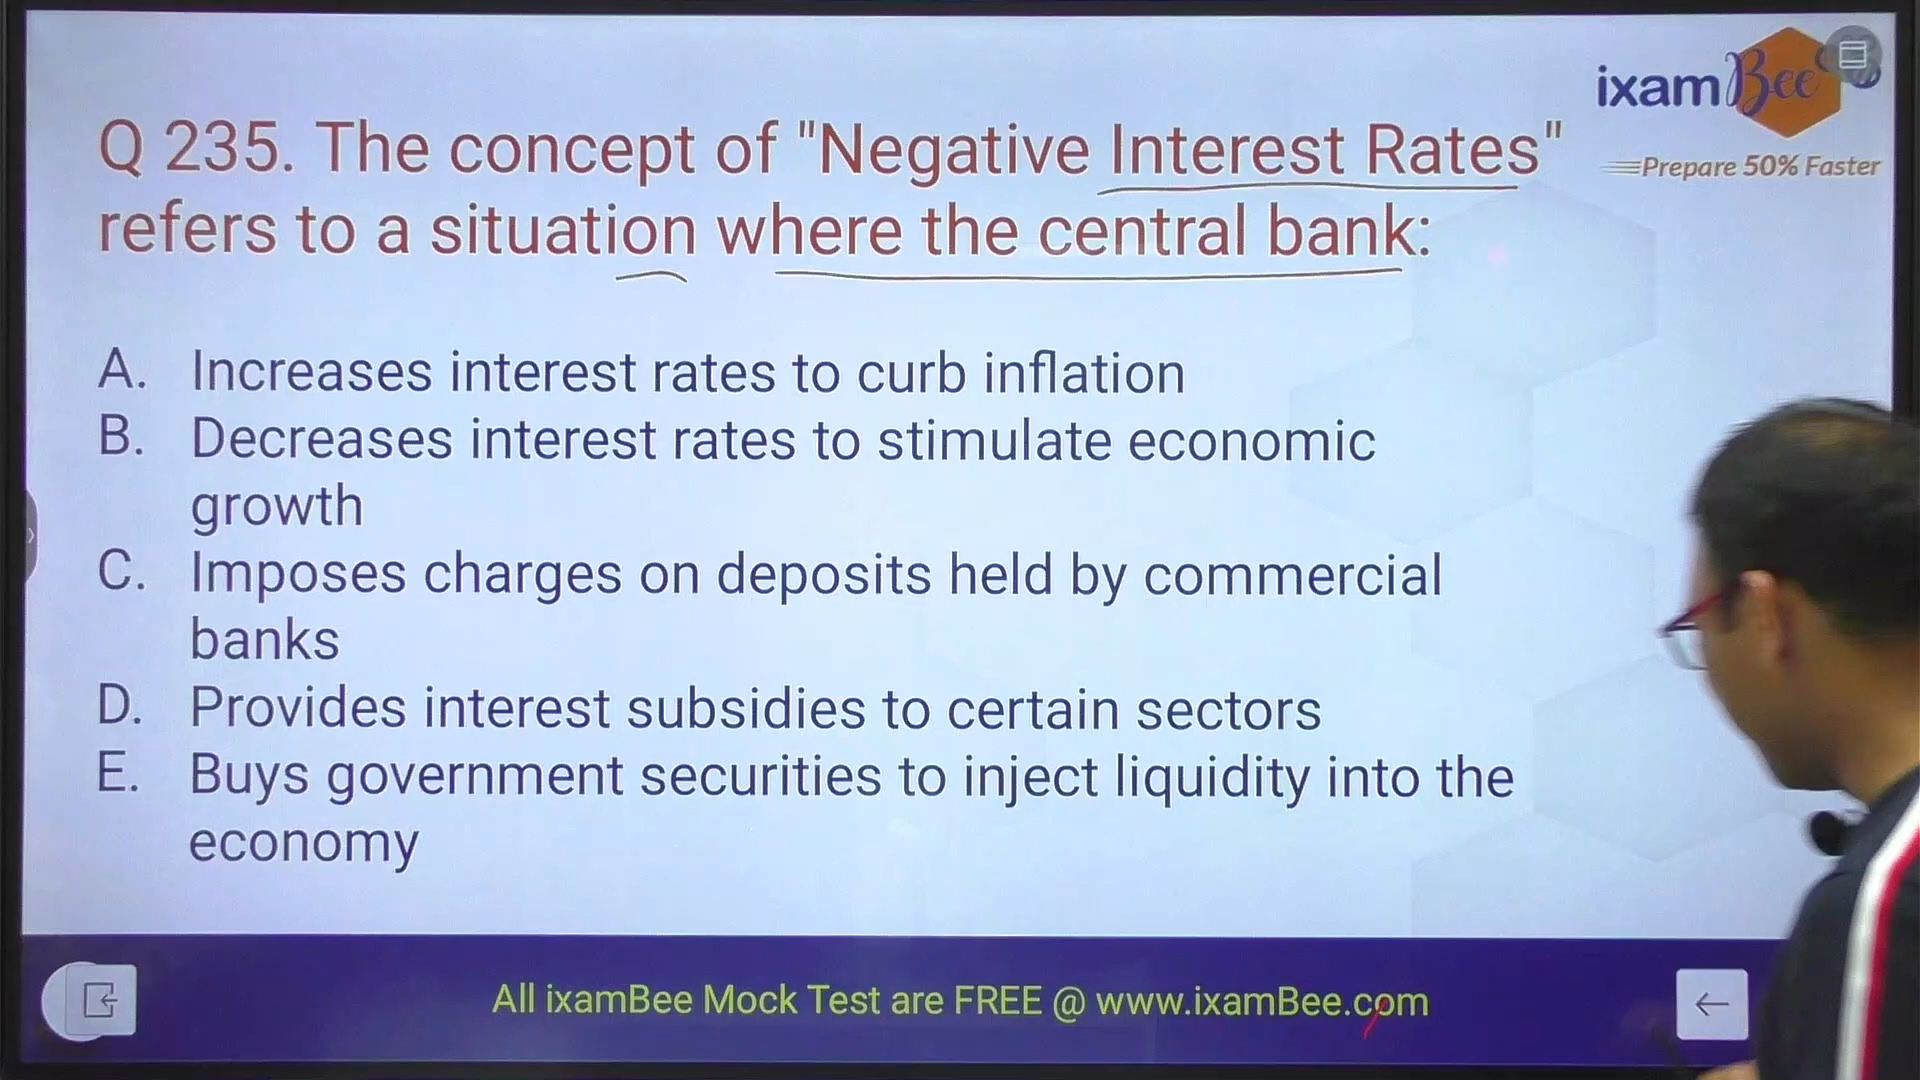 ixamBee
Prepare 50% Faster
Q 235. The concept of "Negative Interest Rates"
refers to a situation where the central bank:
A. Increases interest rates to curb inflation
B. Decreases interest rates to stimulate economic
growth
C. Imposes charges on deposits held by commercial
banks
D. Provides interest subsidies to certain sectors
E. Buys government securities to inject liquidity into the
economy
All ixamBee Mock Test are FREE @ www.ixamBee.com